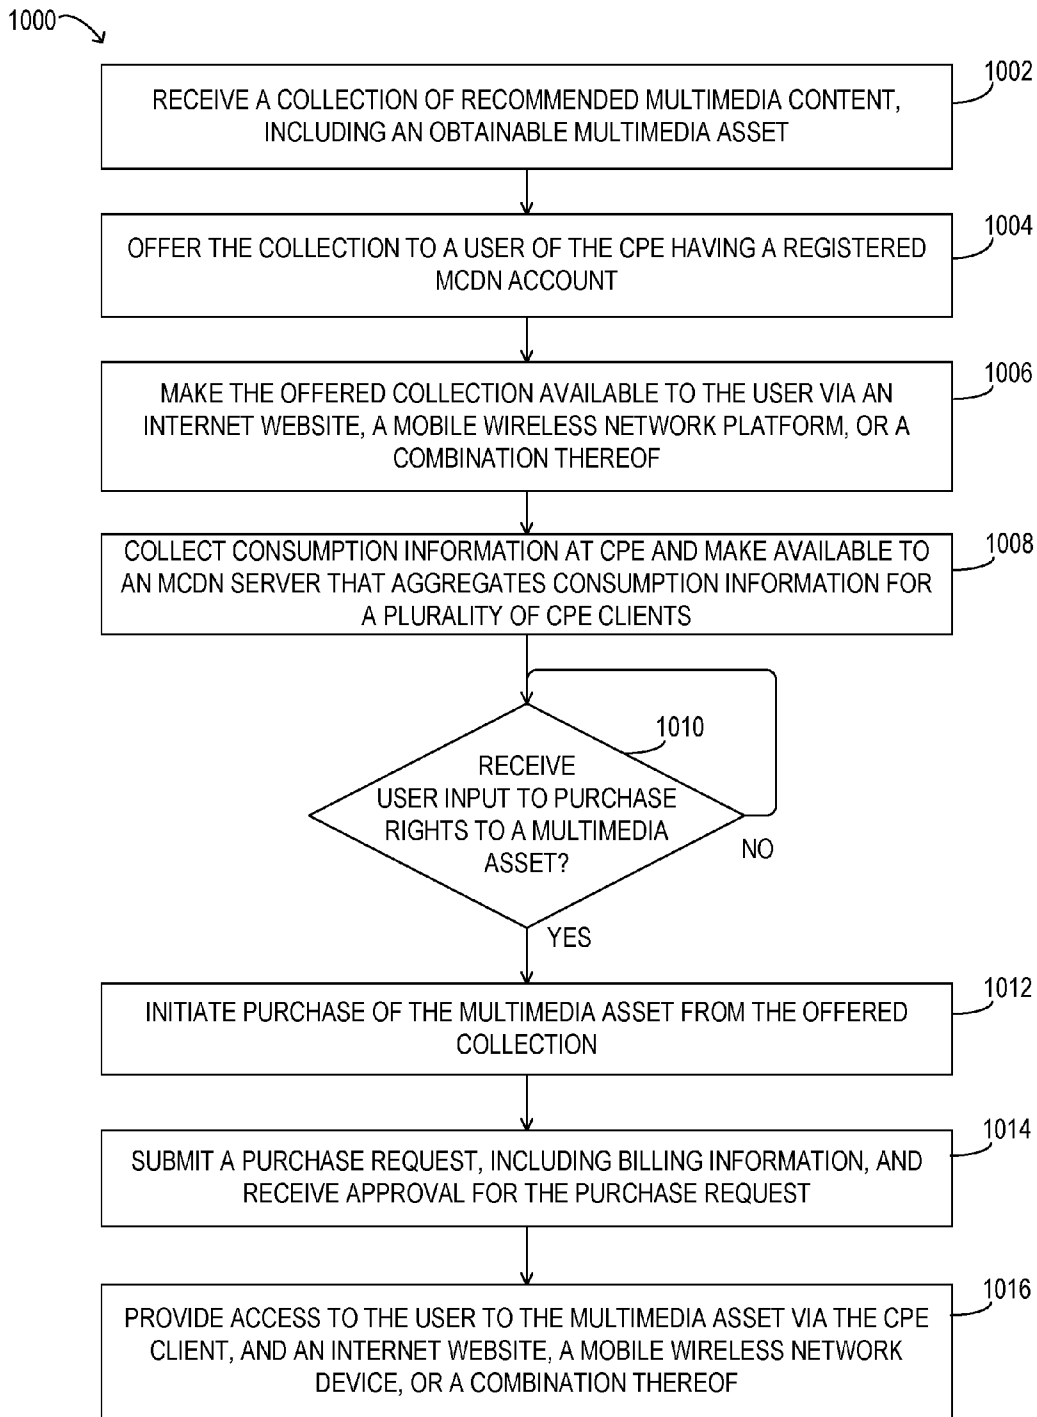 1000
1002
RECEIVE A COLLECTION OF RECOMMENDED MULTIMEDIA CONTENT,
INCLUDING AN OBTAINABLE MULTIMEDIA ASSET
1004
OFFER THE COLLECTION TO A USER OF THE CPE HAVING A REGISTERED
MCDN ACCOUNT
1006
MAKE THE OFFERED COLLECTION AVAILABLE TO THE USER VIA AN
INTERNET WEBSITE, A MOBILE WIRELESS NETWORK PLATFORM, OR A
COMBINATION THEREOF
1008
COLLECT CONSUMPTION INFORMATION AT CPE AND MAKE AVAILABLE TO
AN MCDN SERVER THAT AGGREGATES CONSUMPTION INFORMATION FOR
A PLURALITY OF CPE CLIENTS
1010
RECEIVE
USER INPUT TO PURCHASE
RIGHTS TO A MULTIMEDIA
ASSET?
NO
YES
1012
INITIATE PURCHASE OF THE MULTIMEDIA ASSET FROM THE OFFERED
COLLECTION
1014
SUBMIT A PURCHASE REQUEST, INCLUDING BILLING INFORMATION, AND
RECEIVE APPROVAL FOR THE PURCHASE REQUEST
1016
PROVIDE ACCESS TO THE USER TO THE MULTIMEDIA ASSET VIA THE CPE
CLIENT, AND AN INTERNET WEBSITE, A MOBILE WIRELESS NETWORK
DEVICE, OR A COMBINATION THEREOF